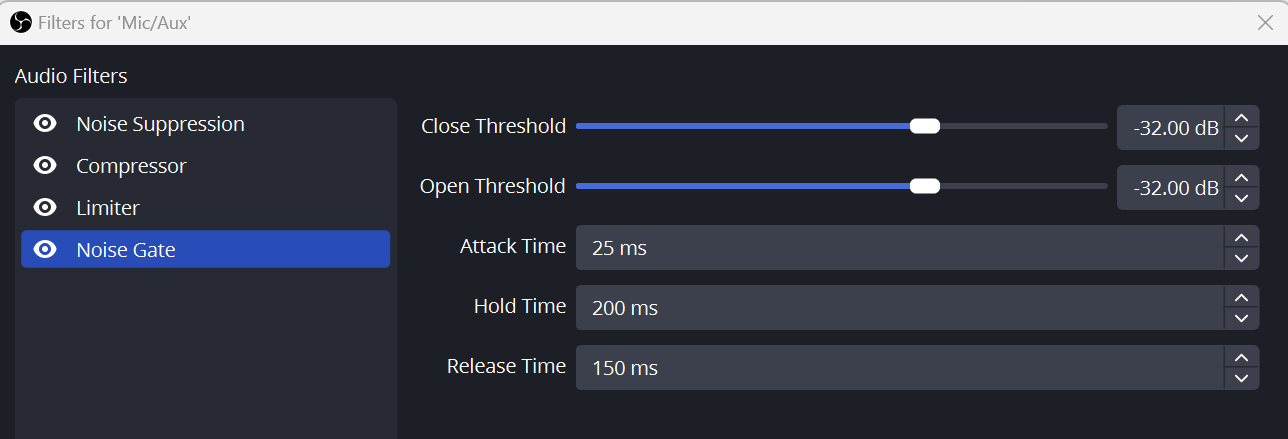 Filters for 'Mic/Aux'
Audio Filters
Noise Suppression
Compressor
Limiter
Noise Gate
Close Threshold -32.00 dB
Open Threshold -32.00 dB
Attack Time 25 ms
Hold Time 200 ms
Release Time 150 ms